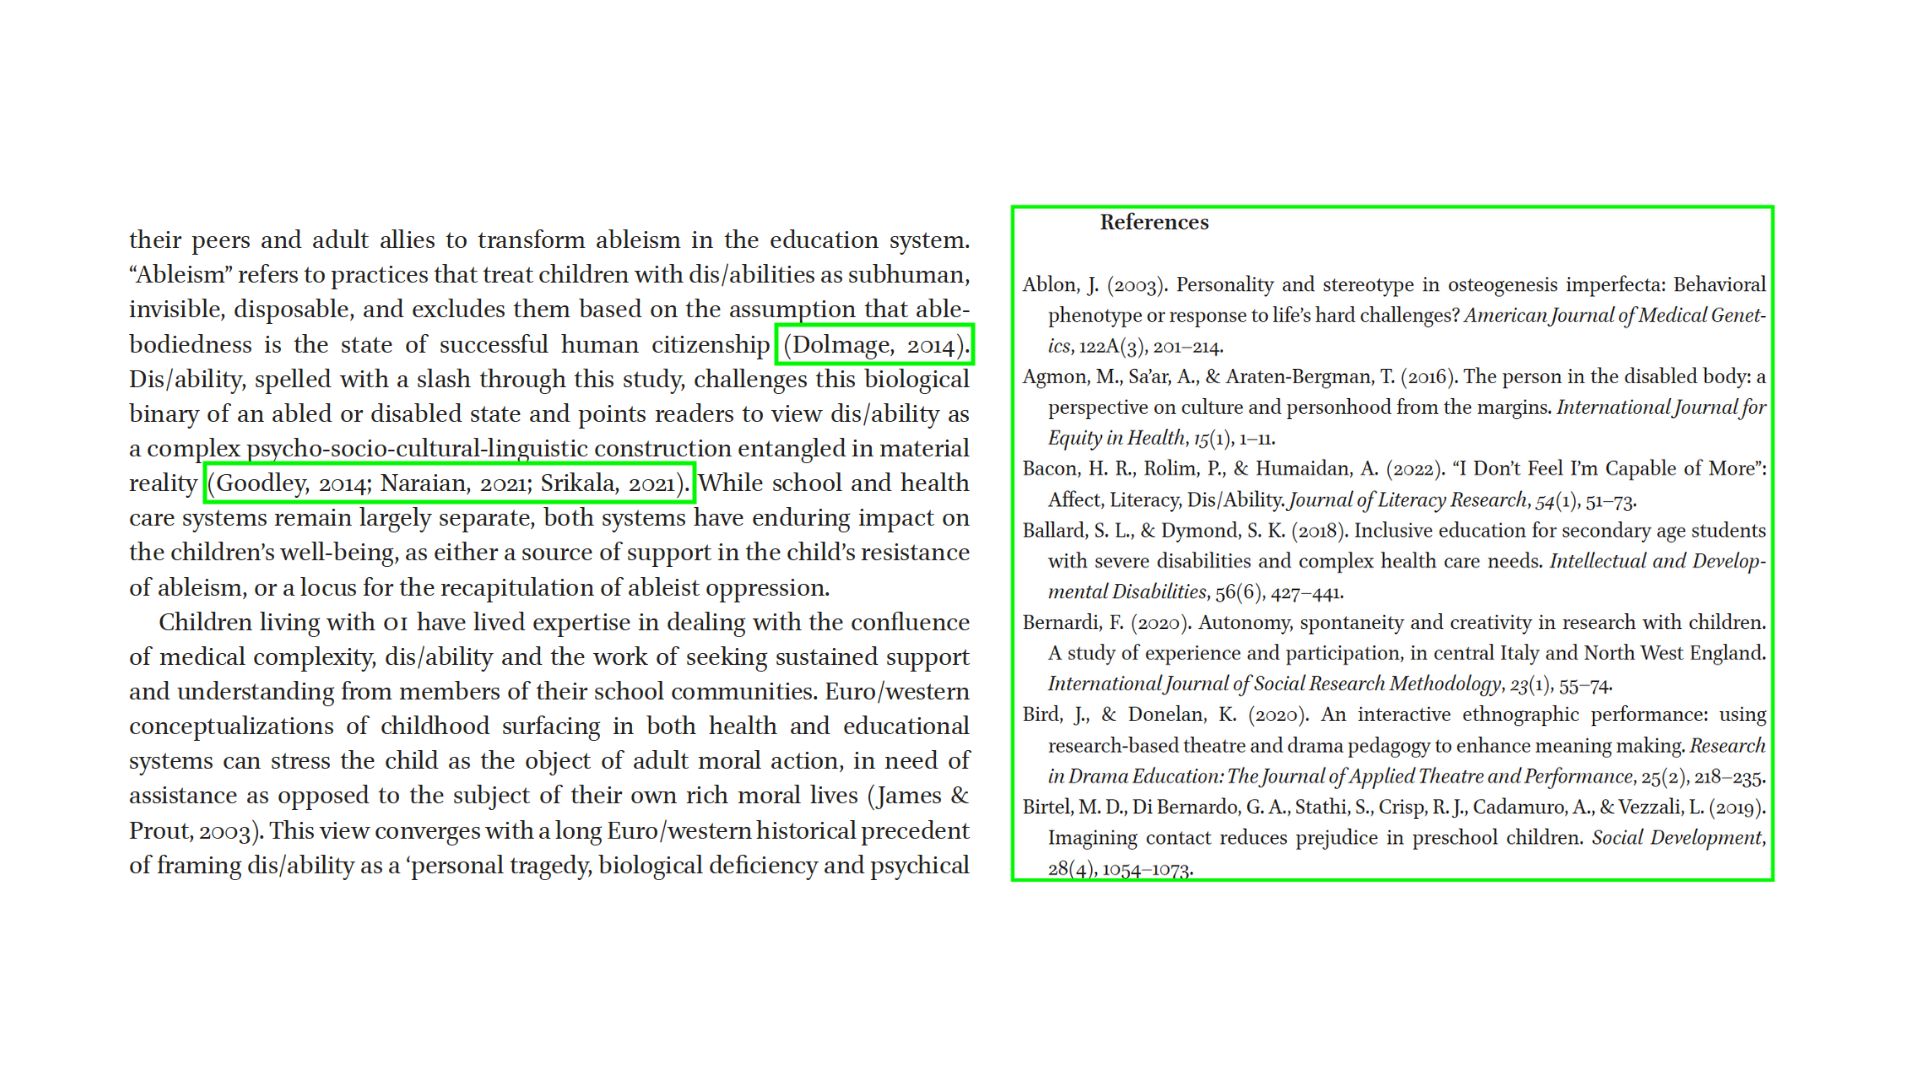 their peers and adult allies to transform ableism in the education system.
“Ableism” refers to practices that treat children with dis/abilities as subhuman,
invisible, disposable, and excludes them based on the assumption that able-
bodiedness is the state of successful human citizenship (Dolmage, 2014).
Dis/ability, spelled with a slash through this study, challenges this biological
binary of an abled or disabled state and points readers to view dis/ability as
a complex psycho-socio-cultural-linguistic construction entangled in material
reality (Goodley, 2014; Naraian, 2021; Srikala, 2021). While school and health
care systems remain largely separate, both systems have enduring impact on
the children’s well-being, as either a source of support in the child’s resistance
of ableism, or a locus for the recapitulation of ableist oppression.
Children living with OI have lived expertise in dealing with the confluence
of medical complexity, dis/ability and the work of seeking sustained support
and understanding from members of their school communities. Euro/western
conceptualizations of childhood surfacing in both health and educational
systems can stress the child as the object of adult moral action, in need of
assistance as opposed to the subject of their own rich moral lives (James &
Prout, 2003). This view converges with a long Euro/western historical precedent
of framing dis/ability as a ‘personal tragedy, biological deficiency and psychical
References
Ablon, J. (2003). Personality and stereotype in osteogenesis imperfecta: Behavioral
phenotype or response to life’s hard challenges? American Journal of Medical Genet-
ics, 122A(3), 201–214.
Agmon, M., Sa’ar, A., & Araten-Bergman, T. (2016). The person in the disabled body: a
perspective on culture and personhood from the margins. International Journal for
Equity in Health, 15(1), 1–11.
Bacon, H. R., Rolim, P., & Humaidan, A. (2022). “I Don’t Feel I’m Capable of More”:
Affect, Literacy, Dis/Ability. Journal of Literacy Research, 54(1), 51–73.
Ballard, S. L., & Dymond, S. K. (2018). Inclusive education for secondary age students
with severe disabilities and complex health care needs. Intellectual and Develop-
mental Disabilities, 56(6), 427–441.
Bernardi, F. (2020). Autonomy, spontaneity and creativity in research with children.
A study of experience and participation, in central Italy and North West England.
International Journal of Social Research Methodology, 23(1), 55–74.
Bird, J., & Donelan, K. (2020). An interactive ethnographic performance: using
research-based theatre and drama pedagogy to enhance meaning making. Research
in Drama Education: The Journal of Applied Theatre and Performance, 25(2), 218–235.
Birtel, M. D., Di Bernardo, G. A., Stathi, S., Crisp, R. J., Cadamuro, A., & Vezzali, L. (2019).
Imagining contact reduces prejudice in preschool children. Social Development,
28(4), 1054–1073.